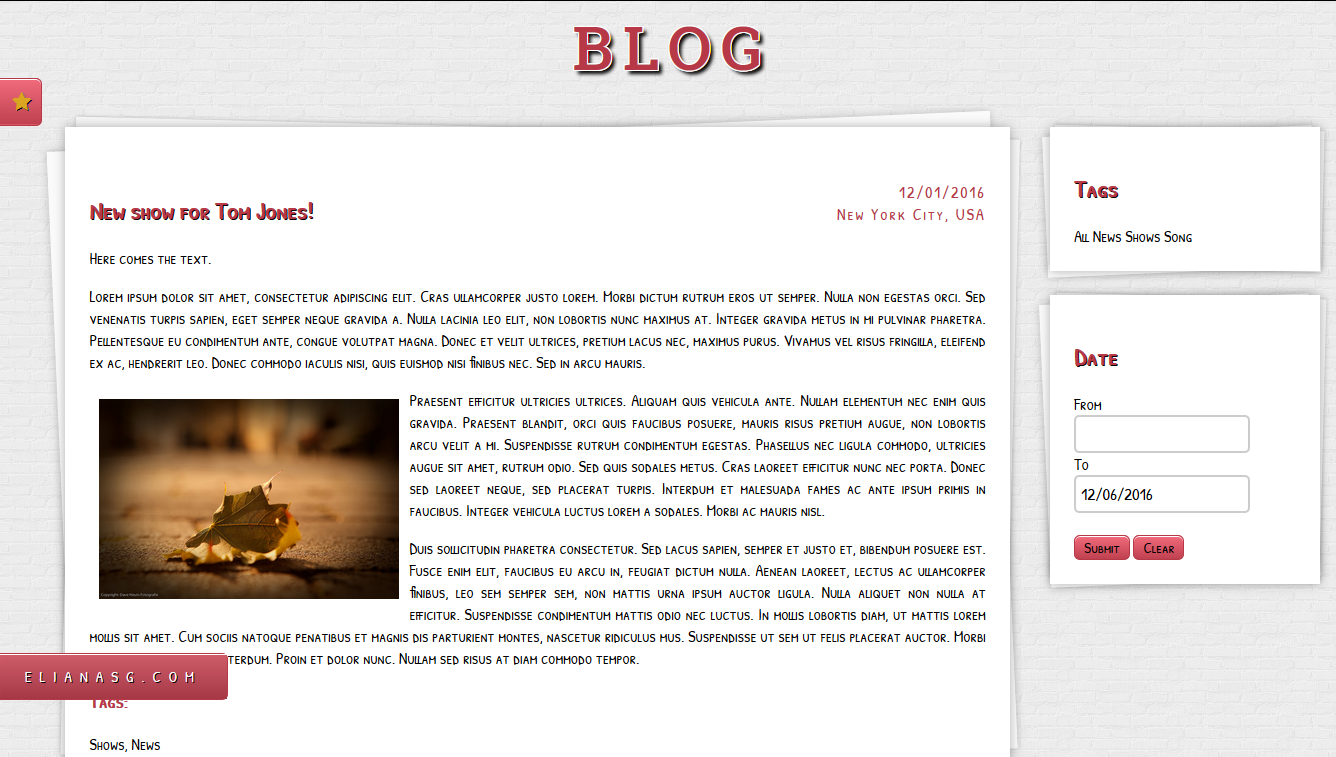 BLOG
New show for Tom Jones!
12/01/2016
New York City, USA
Here comes the text.
Lorem ipsum dolor sit amet, consectetur adipiscing elit. Cras ullamcorper justo lorem. Morbi dictum rutrum eros ut semper. Nulla non egestas orci. Sed
venenatis turpis sapien, eget semper neque gravida a. Nulla lacinia leo elit, non lobortis nunc maximus at. Integer gravida metus in mi pulvinar pharetra.
Pellentesque eu condimentum ante, congue volutpat magna. Donec et velit ultrices, pretium lacus nec, maximus purus. Vivamus vel risus fringilla, eleifend
ex ac, hendrerit leo. Donec commodo iaculis nisi, quis euismod nisi finibus nec. Sed in arcu mauris.
Praesent efficitur ultricies ultrices. Aliquam quis vehicula ante. Nullam elementum nec enim quis
gravida. Praesent blandit, orci quis faucibus posuere, mauris risus pretium augue, non lobortis
arcu velit a mi. Suspendisse rutrum condimentum egestas. Phasellus nec ligula commodo, ultricies
augue sit amet, rutrum odio. Sed quis sodales metus. Cras laoreet efficitur nunc nec porta. Donec
sed laoreet neque, sed placerat turpis. Interdum et malesuada fames ac ante ipsum primis in
faucibus. Integer vehicula luctus lorem a sodales. Morbi ac mauris nisl.
Duis sollicitudin pharetra consectetur. Sed lacus sapien, semper et justo et, bibendum posuere est.
Fusce enim elit, faucibus eu arcu in, feugiat dictum nulla. Aenean laoreet, lectus ac ullamcorper
finibus, leo sem semper sem, non mattis urna ipsum auctor ligula. Nulla aliquet non nulla at
efficitur. Suspendisse condimentum mattis odio nec luctus. In mollis lobortis diam, ut mattis lorem
mollis sit amet. Cum sociis natoque penatibus et magnis dis parturient montes, nascetur ridiculus mus. Suspendisse ut sem ut felis placerat auctor. Morbi
terdum. Proin et dolor nunc. Nullam sed risus at diam commodo tempor.
ELIANASG.COM
Tags:
Shows, News
Tags
All News Shows Song
Date
From
To
12/06/2016
Submit Clear